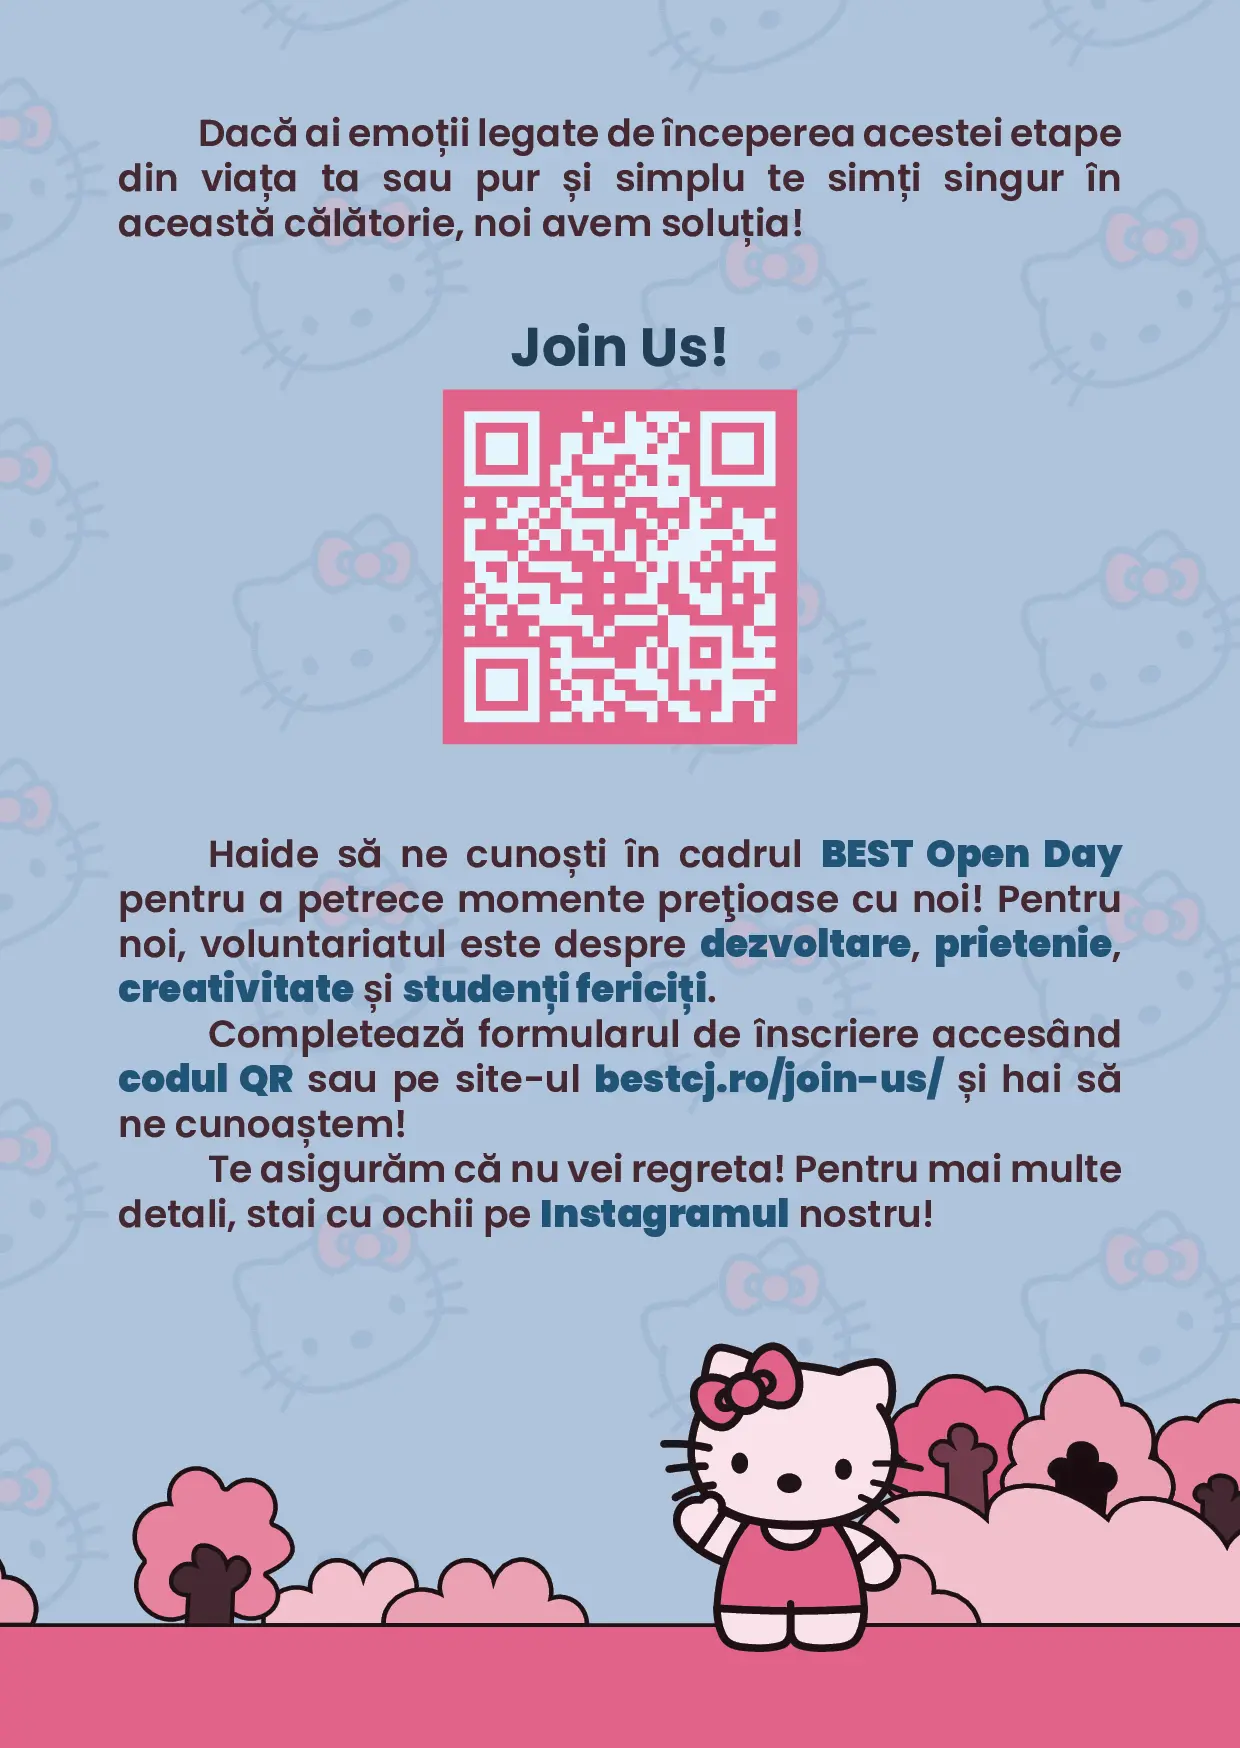 Dacă ai emoții legate de începerea acestei etape
din viața ta sau pur și simplu te simți singur în
această călătorie, noi avem soluția!
Join Us!
Haide să ne cunoști în cadrul BEST Open Day
pentru a petrece momente preţioase cu noi! Pentru
noi, voluntariatul este despre dezvoltare, prietenie,
creativitate și studenți fericiți.
Completează formularul de înscriere accesând
codul QR sau pe site-ul bestcj.ro/join-us/ și hai să
ne cunoaștem!
Te asigurăm că nu vei regreta! Pentru mai multe
detali, stai cu ochii pe Instagramul nostru!